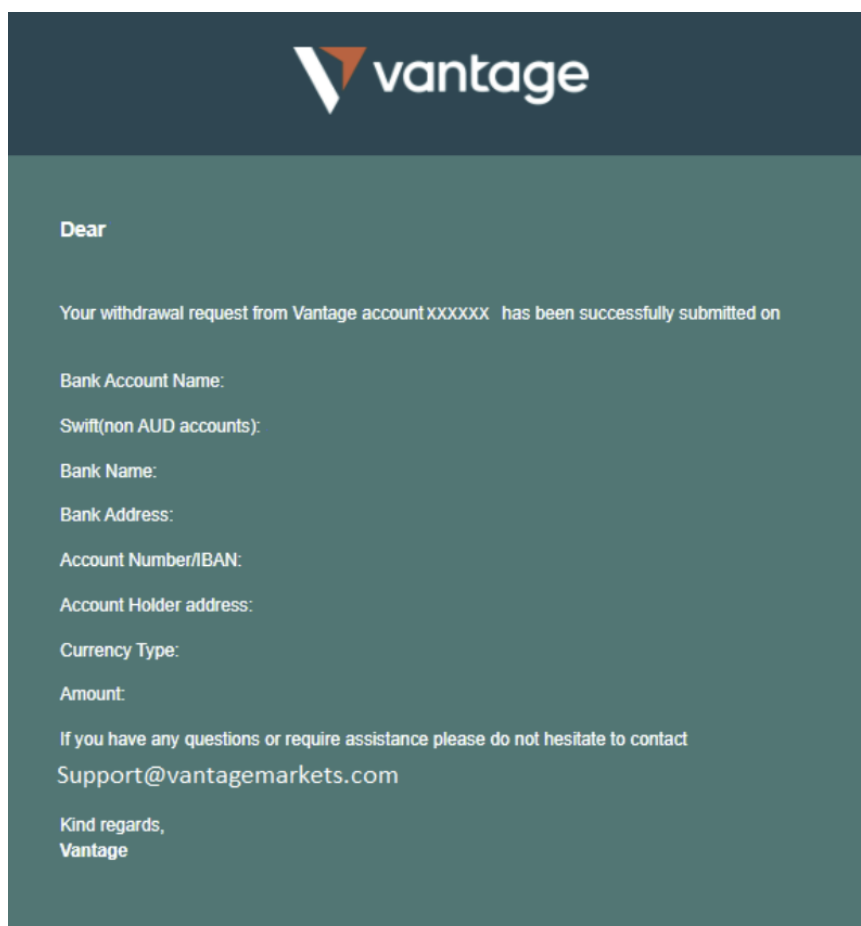 vantage
Dear
Your withdrawal request from Vantage account XXXXXX has been successfully submitted on
Bank Account Name:
Swift(non AUD accounts):
Bank Name:
Bank Address:
Account Number/IBAN:
Account Holder address:
Currency Type:
Amount:
If you have any questions or require assistance please do not hesitate to contact
Support@vantagemarkets.com
Kind regards,
Vantage